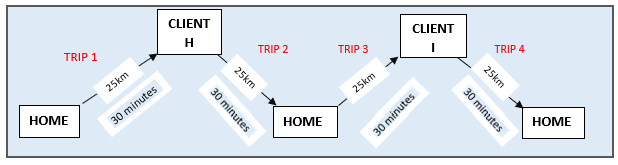 CLIENT
H
CLIENT
I
TRIP 1
TRIP 2
TRIP 3
TRIP 4
25km
25km
25km
25km
30 minutes
30 minutes
30 minutes
30 minutes
HOME
HOME
HOME